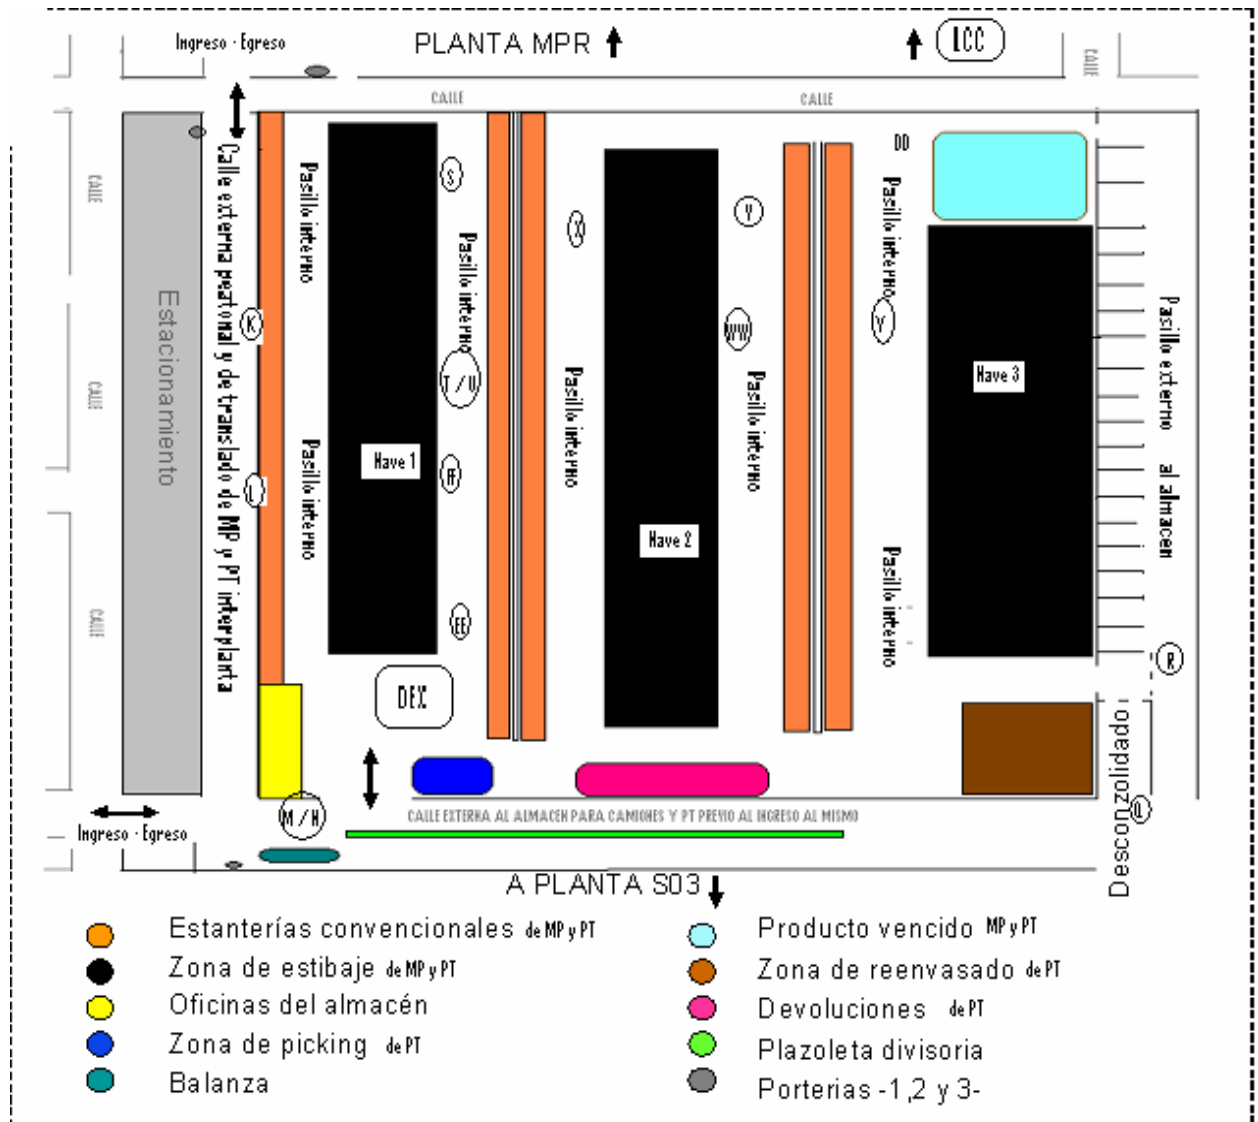 Ingreso - Egreso
PLANTA MPR
LCC
CALLE
CALLE
CALLE
DD
S
Y
X
CALLE
Calle externa peatonal y de translado de MP y PT interplanta
Pasillo interno
Pasillo interno
Pasillo interno
Estacionamiento
K
WW
Y
Pasillo externo al almacen
Nave 3
T / U
Pasillo interno
Pasillo interno
CALLE
Pasillo interno
Nave 1
FF
L
Nave 2
Pasillo interno
CALLE
EE
R
DEX
Desconzolidado
M / N
CALLE EXTERNA AL ALMACEN PARA CAMIONES Y PT PREVIO AL INGRESO AL MISMO
Q
Ingreso - Egreso
A PLANTA S03
Estanterías convencionales de MP y PT
Zona de estibaje de MP y PT
Oficinas del almacén
Zona de picking de PT
Balanza
Producto vencido MP y PT
Zona de reenvasado de PT
Devoluciones de PT
Plazoleta divisoria
Porterias -1,2 y 3-